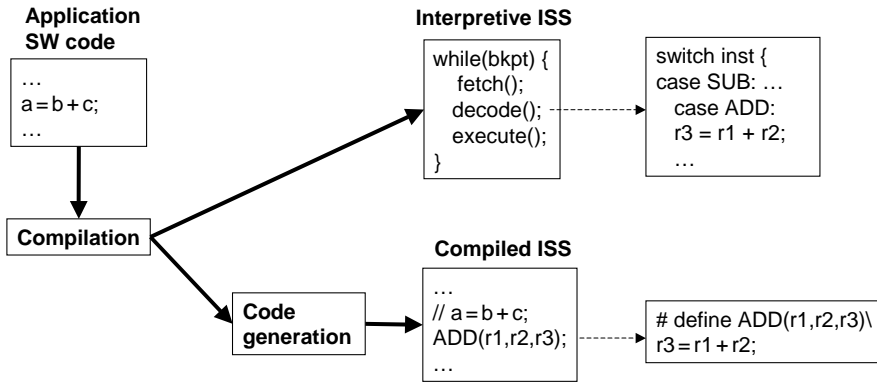 Application
SW code
…
a=b+c;
…
Compilation
Interpretive ISS
while(bkpt) {
fetch();
decode();
execute();
}
switch inst {
case SUB: …
case ADD:
r3 = r1 + r2;
…
Code
generation
Compiled ISS
…
// a=b+c;
ADD(r1,r2,r3);
…
# define ADD(r1,r2,r3)\
r3=r1+r2;